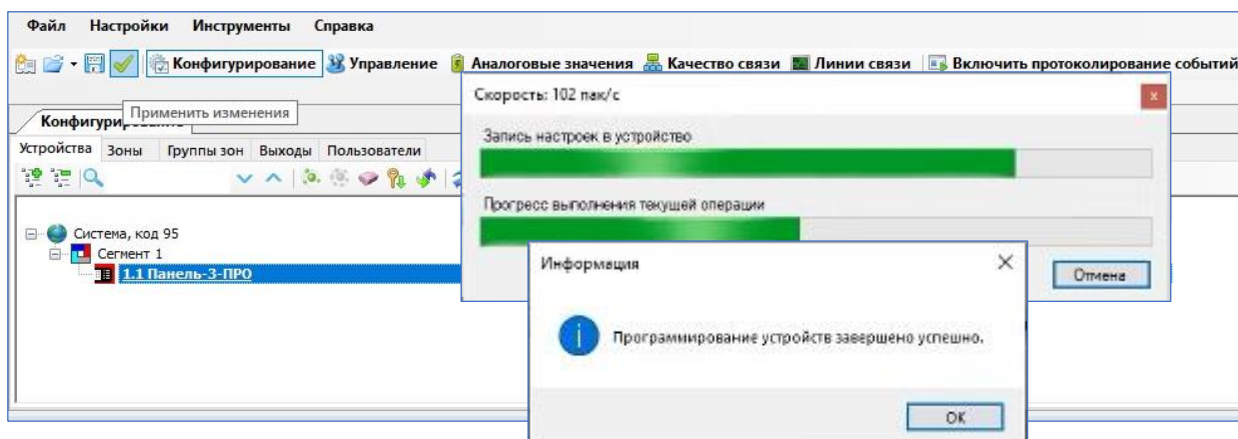 Файл Настройки Инструменты Справка
Конфигурирование Управление Аналоговые значения Качество связи Линии связи Включить протоколирование событий
Применить изменения
Устройства Зоны Группы зон Выходы Пользователи
Система, код 95
Сегмент 1
1.1 Панель-3-ПРО
Скорость: 102 пак/с
Запись настроек в устройство
Прогресс выполнения текущей операции
Отмена
Информация
Программирование устройств завершено успешно.
ОК